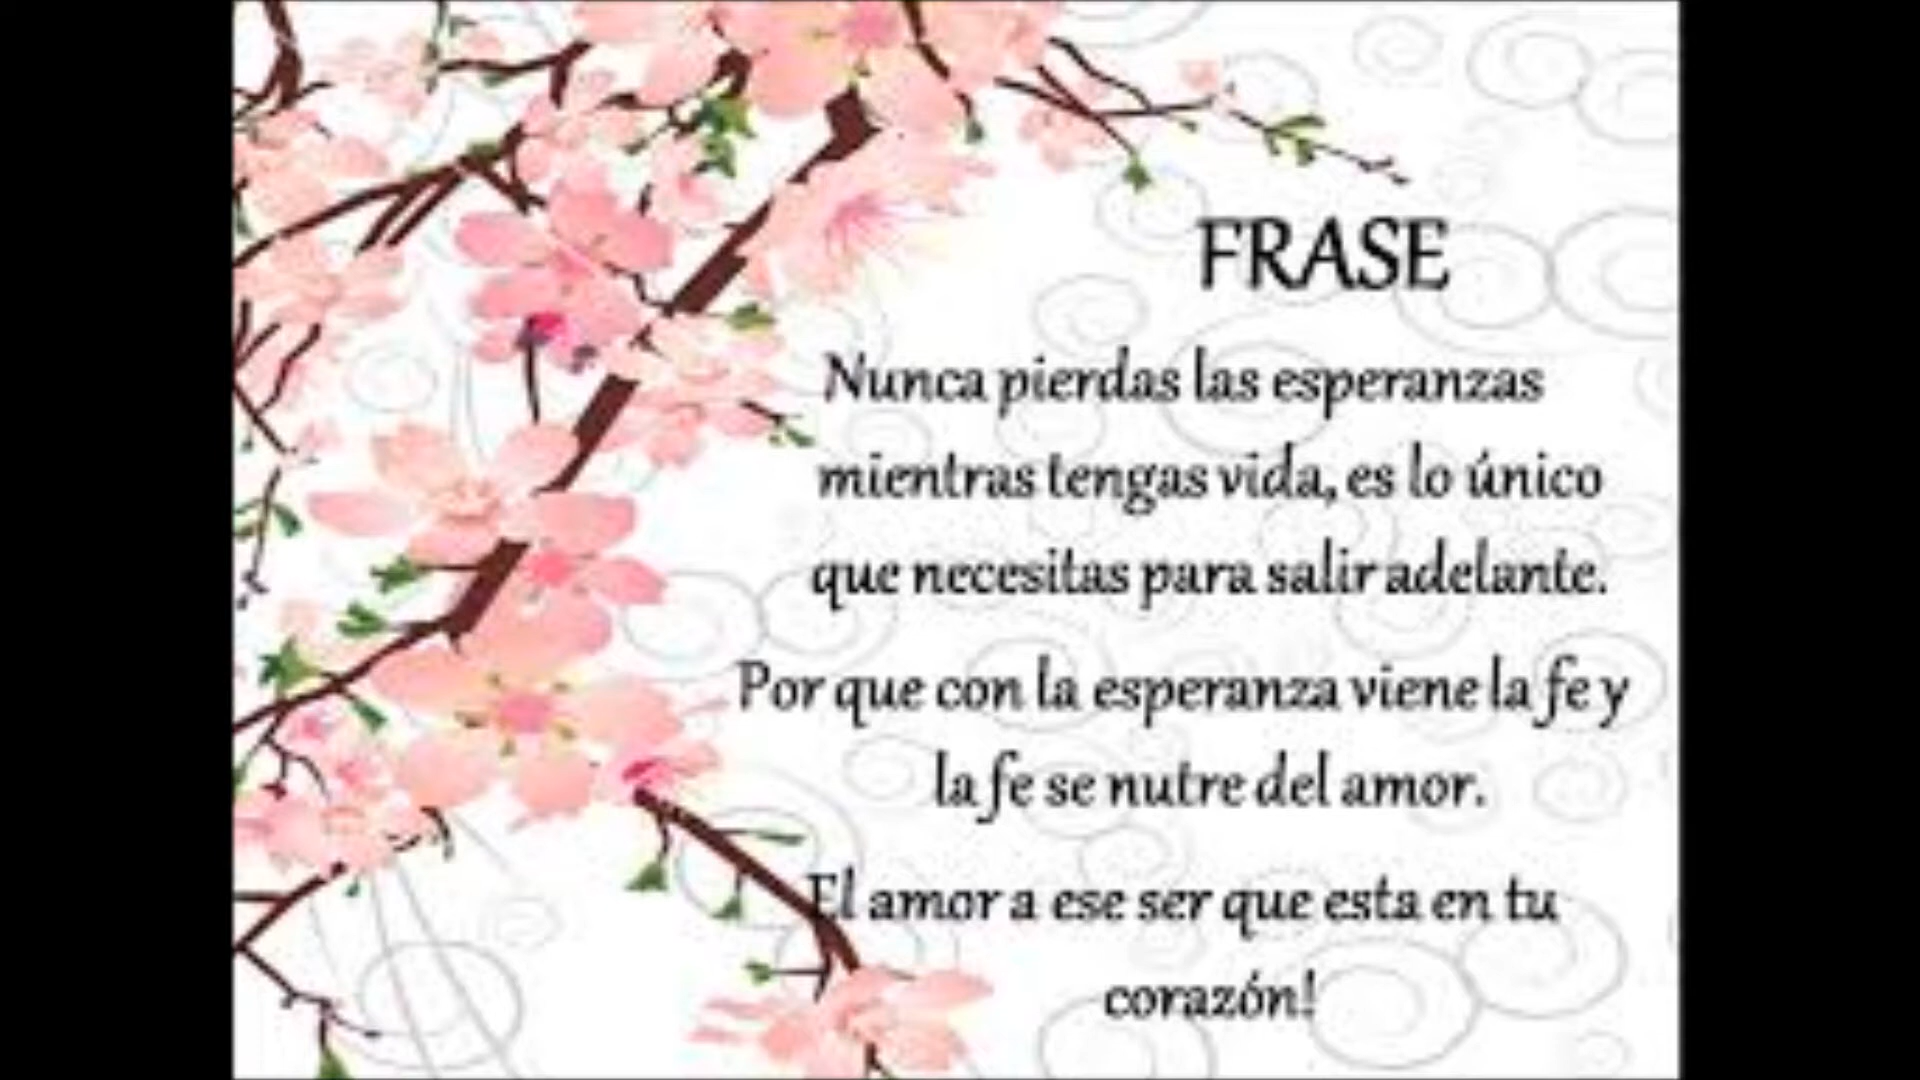 FRASE
Nunca pierdas las esperanzas
mientras tengas vida, es lo único
que necesitas para salir adelante.
Por que con la esperanza viene la fe y
la fe se nutre del amor.
El amor a ese ser que esta en tu
corazón!